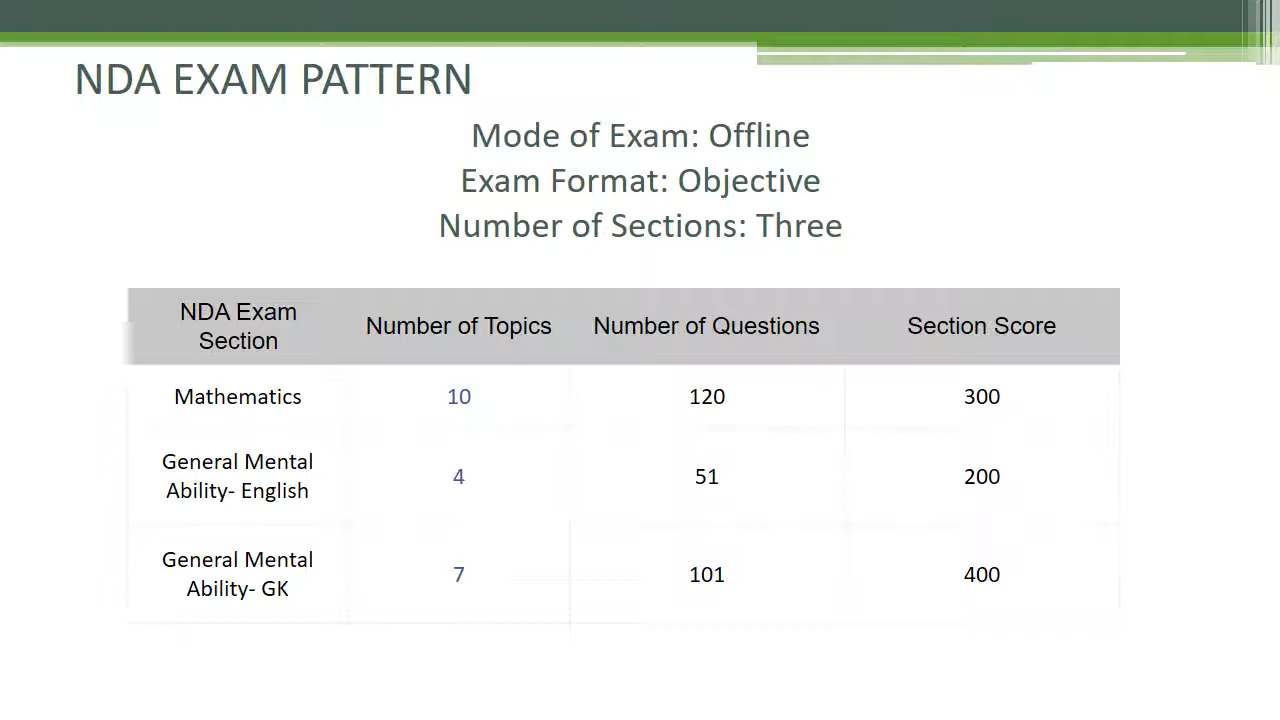 NDA EXAM PATTERN
Mode of Exam: Offline
Exam Format: Objective
Number of Sections: Three
NDA Exam Section Number of Topics Number of Questions Section Score
Mathematics 10 120 300
General Mental Ability- English 4 51 200
General Mental Ability- GK 7 101 400